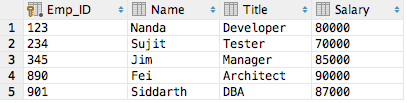 Emp_ID Name Title Salary
1 123 Nanda Developer 80000
2 234 Sujit Tester 70000
3 345 Jim Manager 85000
4 890 Fei Architect 90000
5 901 Siddarth DBA 87000